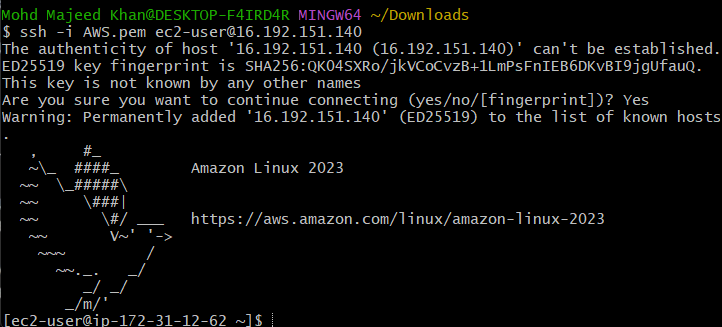 Mohd Majeed Khan@DESKTOP-F4IRD4R MINGW64 ~/Downloads
$ ssh -i AWS.pem ec2-user@16.192.151.140
The authenticity of host '16.192.151.140 (16.192.151.140)' can't be established.
ED25519 key fingerprint is SHA256:QK04SXRo/jkVCoCvzB+1LmPsFnIEB6DKvBI9jgUfauQ.
This key is not known by any other names
Are you sure you want to continue connecting (yes/no/[fingerprint])? Yes
Warning: Permanently added '16.192.151.140' (ED25519) to the list of known hosts
.
   ,     #_
   ~\_  ####_        Amazon Linux 2023
  ~~  \_#####\
  ~~     \###|
  ~~       \#/ ___   https://aws.amazon.com/linux/amazon-linux-2023
   ~~       V~' '->
    ~~~         /
      ~~._.   _/
         _/ _/
       _/m/'
[ec2-user@ip-172-31-12-62 ~]$